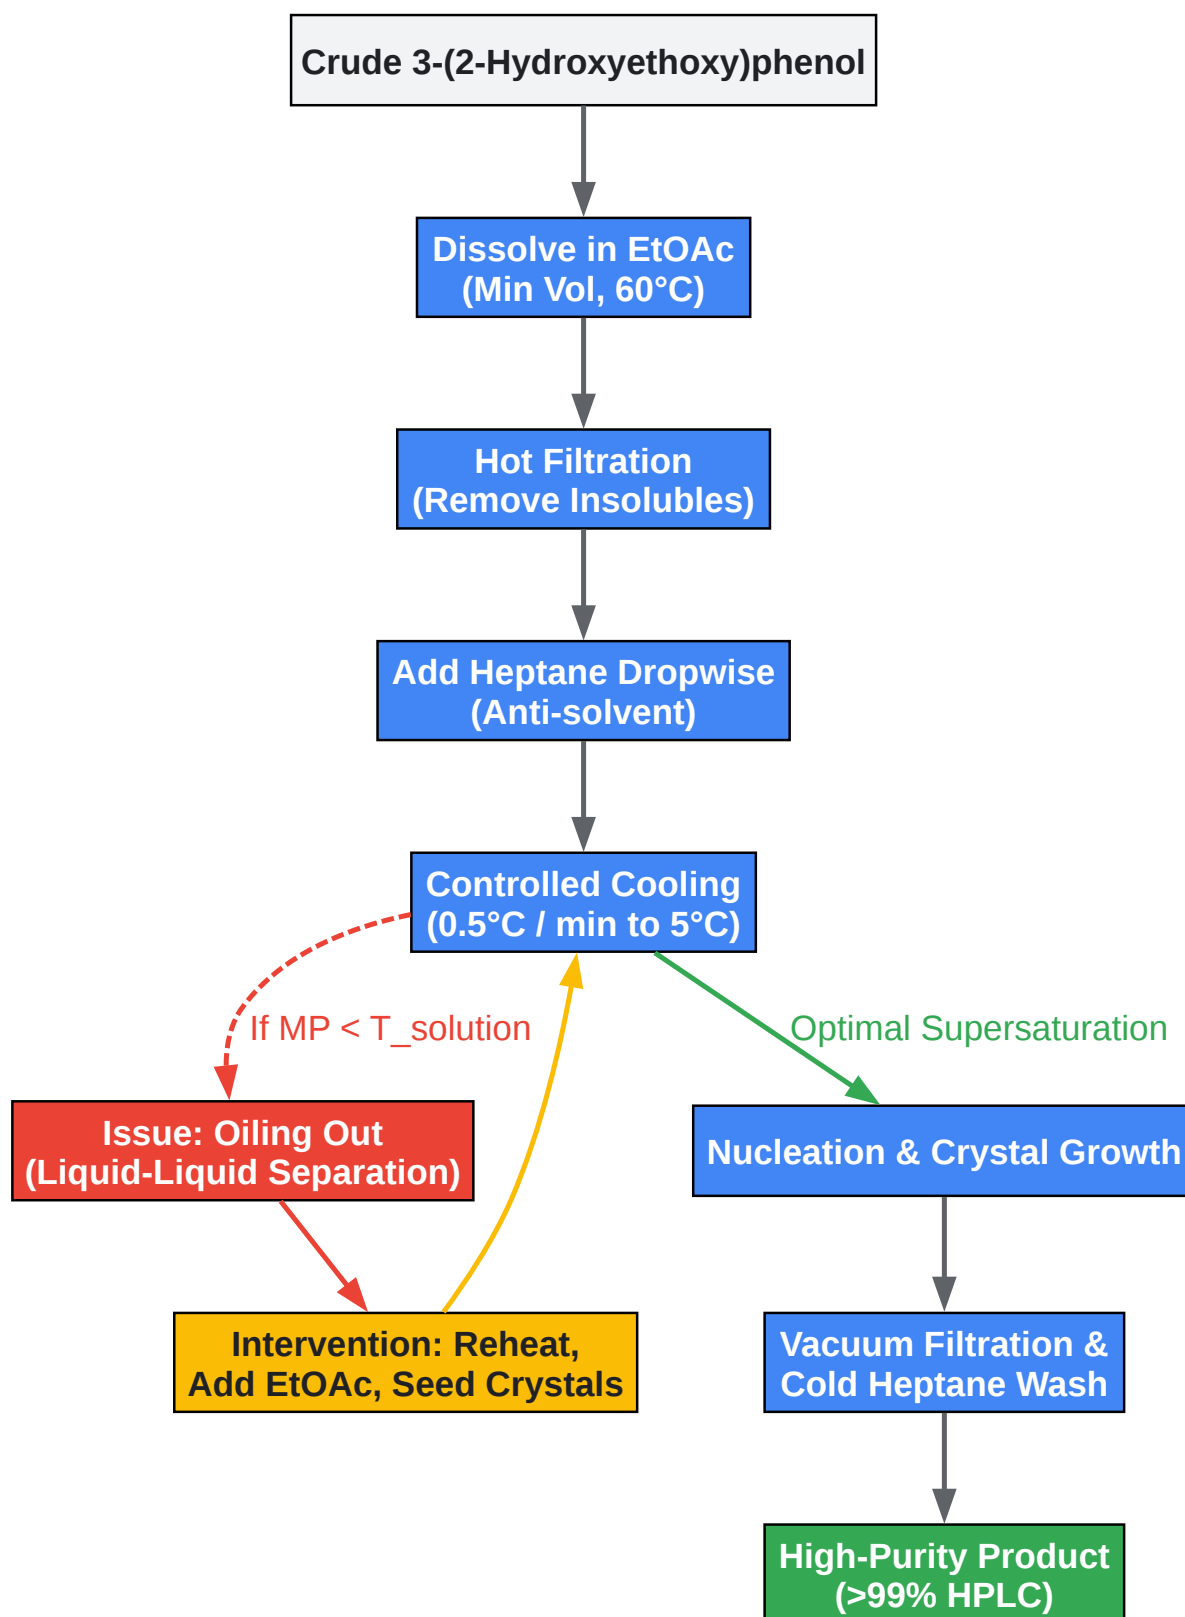 Crude 3-(2-Hydroxyethoxy)phenol
Dissolve in EtOAc
(Min Vol, 60°C)
Hot Filtration
(Remove Insolubles)
Add Heptane Dropwise
(Anti-solvent)
Controlled Cooling
(0.5°C / min to 5°C)
If MP < T_solution
Optimal Supersaturation
Issue: Oiling Out
(Liquid-Liquid Separation)
Nucleation & Crystal Growth
Intervention: Reheat,
Add EtOAc, Seed Crystals
Vacuum Filtration &
Cold Heptane Wash
High-Purity Product
(>99% HPLC)